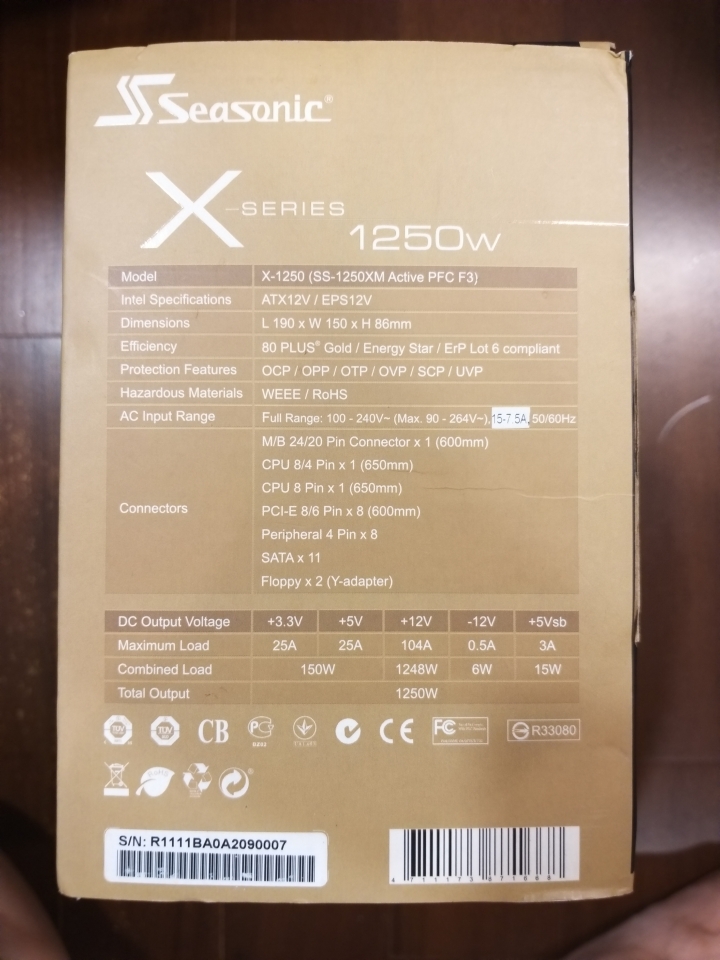 Seasonic®
X-SERIES
1250W
Model X-1250 (SS-1250XM Active PFC F3)
Intel Specifications ATX12V / EPS12V
Dimensions L 190 x W 150 x H 86mm
Efficiency 80 PLUS® Gold / Energy Star / ErP Lot 6 compliant
Protection Features OCP / OPP / OTP / OVP / SCP / UVP
Hazardous Materials WEEE / RoHS
AC Input Range Full Range: 100 - 240V~ (Max. 90 - 264V~), 15-7.5A, 50/60Hz
Connectors M/B 24/20 Pin Connector x 1 (600mm)
CPU 8/4 Pin x 1 (650mm)
CPU 8 Pin x 1 (650mm)
PCI-E 8/6 Pin x 8 (600mm)
Peripheral 4 Pin x 8
SATA x 11
Floppy x 2 (Y-adapter)
DC Output Voltage +3.3V +5V +12V -12V +5Vsb
Maximum Load 25A 25A 104A 0.5A 3A
Combined Load 150W 1248W 6W 15W
Total Output 1250W
TUV TUV CB PC CE FC R33080
S/N: R1111BA0A2090007